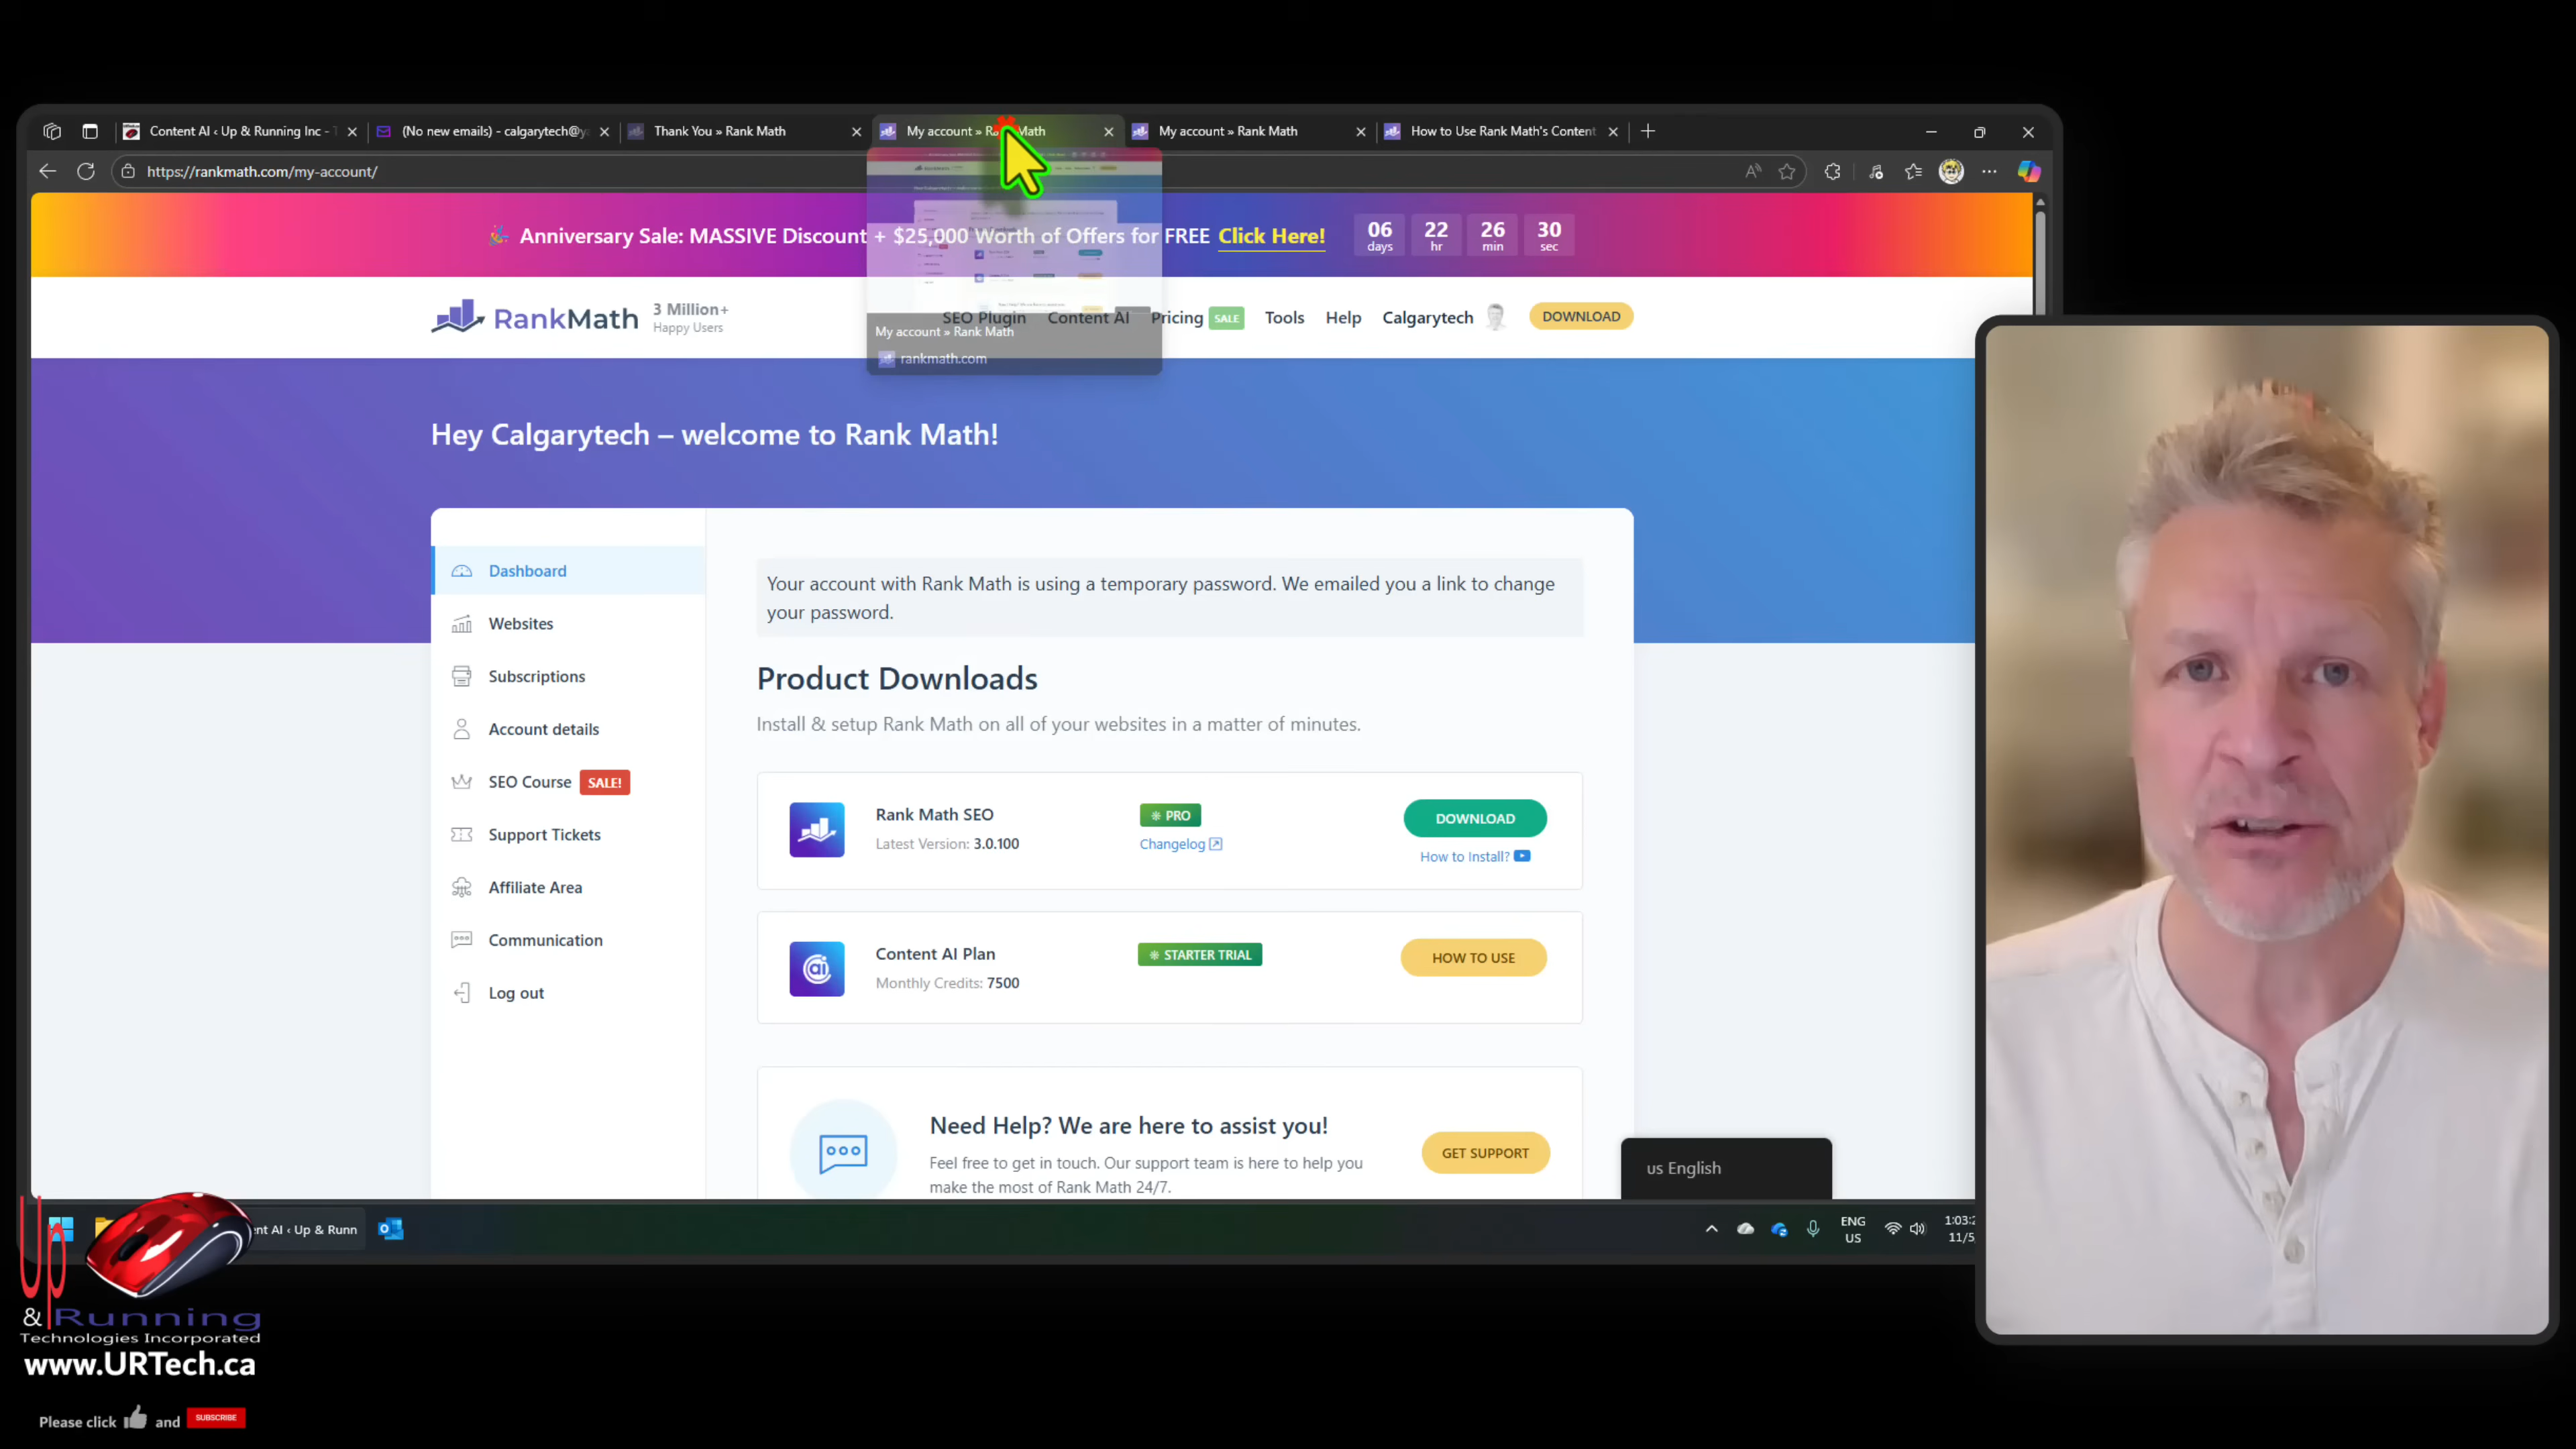 Content AI ‹ Up & Running Inc -
(No new emails) - calgarytech@y
Thank You » Rank Math
My account » Rank Math
My account » Rank Math
How to Use Rank Math's Content
https://rankmath.com/my-account/
Anniversary Sale: MASSIVE Discount + $25,000 Worth of Offers for FREE Click Here!
06 days
22 hr
26 min
30 sec
RankMath
3 Million+
Happy Users
SEO Plugin
Content AI
Pricing SALE
Tools
Help
Calgarytech
DOWNLOAD
My account » Rank Math
rankmath.com
Hey Calgarytech – welcome to Rank Math!
Dashboard
Websites
Subscriptions
Account details
SEO Course SALE!
Support Tickets
Affiliate Area
Communication
Log out
Your account with Rank Math is using a temporary password. We emailed you a link to change
your password.
Product Downloads
Install & setup Rank Math on all of your websites in a matter of minutes.
Rank Math SEO
Latest Version: 3.0.100
PRO
Changelog
DOWNLOAD
How to Install?
Content AI Plan
Monthly Credits: 7500
STARTER TRIAL
HOW TO USE
Need Help? We are here to assist you!
Feel free to get in touch. Our support team is here to help you
make the most of Rank Math 24/7.
GET SUPPORT
us English
ent AI ‹ Up & Runn
ENG
US
1:03:2
11/5
Up
& Running
Technologies Incorporated
www.URTech.ca
Please click and SUBSCRIBE